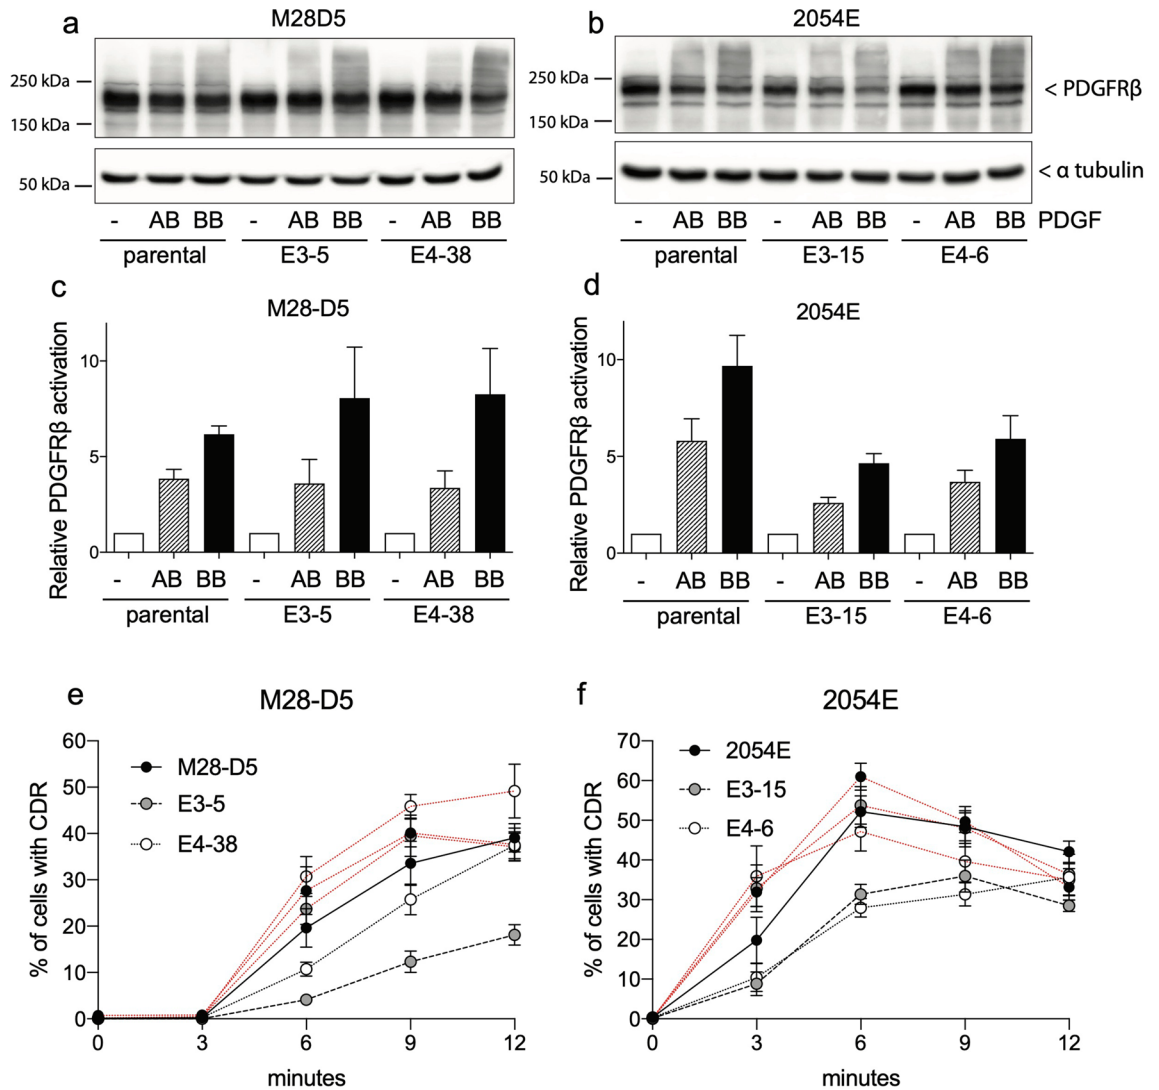 a
M28D5
250 kDa
150 kDa
50 kDa
- AB BB - AB BB - AB BB
parental E3-5 E4-38
b
2054E
250 kDa
150 kDa
< PDGFRβ
50 kDa
< α tubulin
- AB BB - AB BB - AB BB PDGF
parental E3-15 E4-6
c
M28-D5
Relative PDGFRβ activation
10
5
0
- AB BB - AB BB - AB BB
parental E3-5 E4-38
d
2054E
Relative PDGFRβ activation
10
5
0
- AB BB - AB BB - AB BB
parental E3-15 E4-6
e
M28-D5
% of cells with CDR
60
50
40
30
20
10
0
M28-D5
E3-5
E4-38
0 3 6 9 12
minutes
f
2054E
% of cells with CDR
70
60
50
40
30
20
10
0
2054E
E3-15
E4-6
0 3 6 9 12
minutes